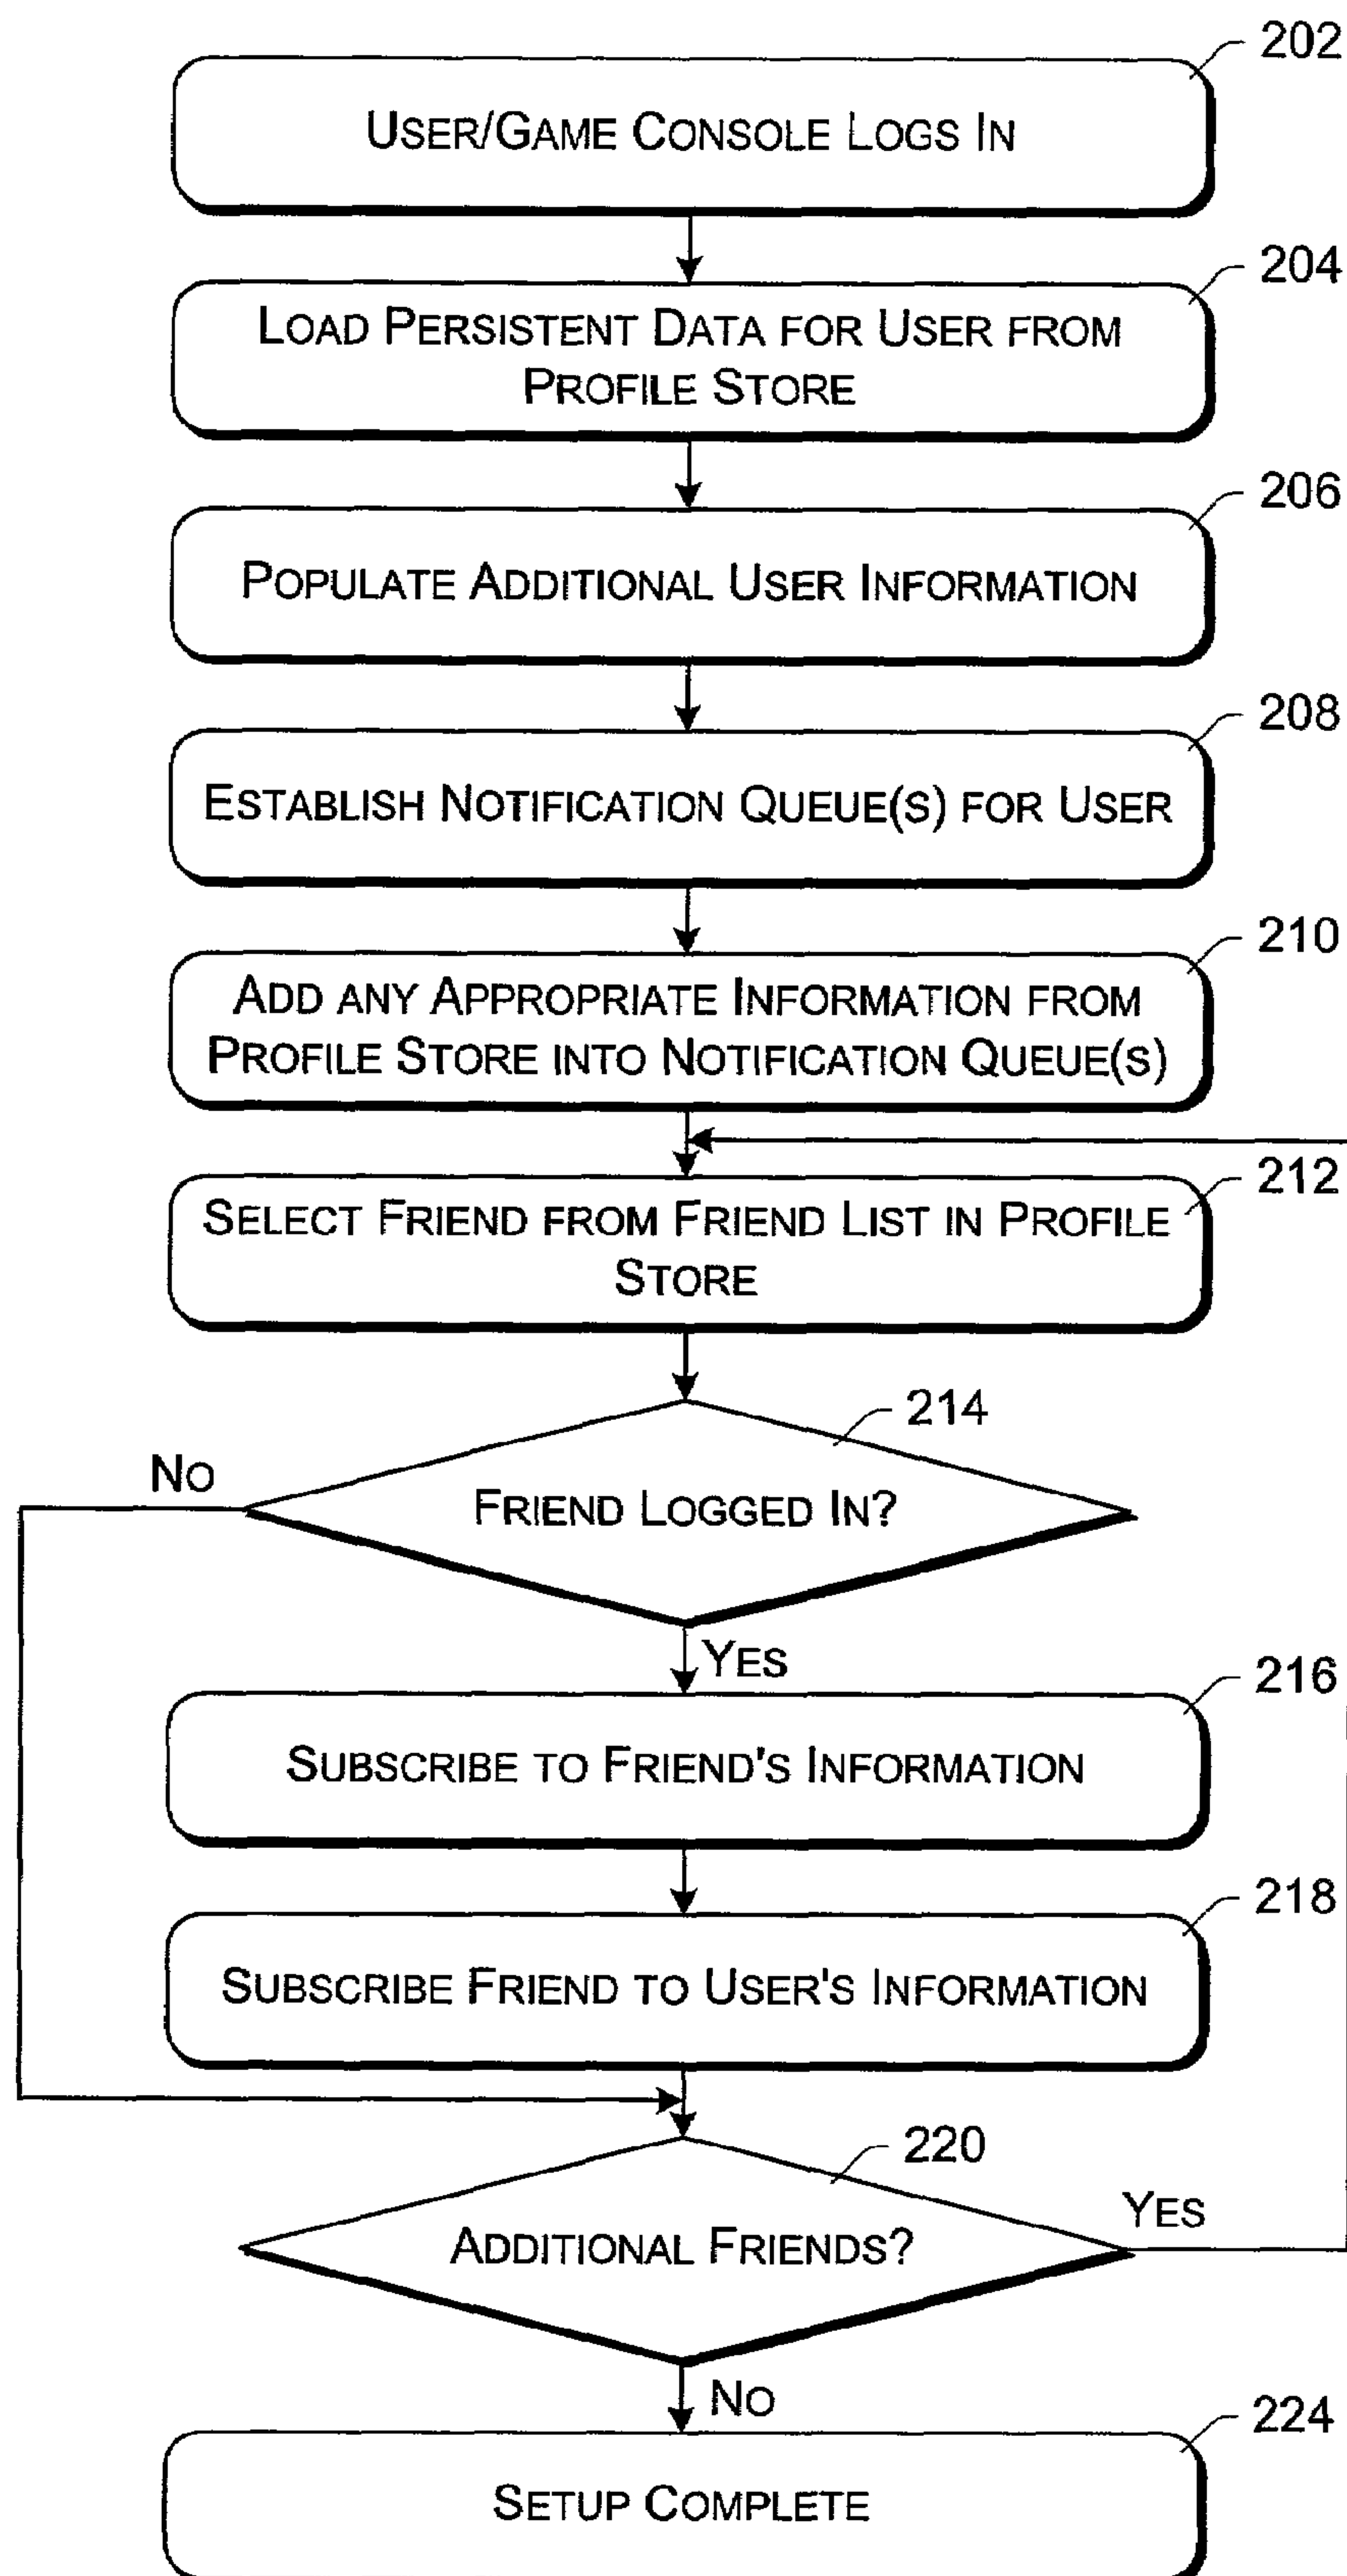 202
USER/GAME CONSOLE LOGS IN
204
LOAD PERSISTENT DATA FOR USER FROM
PROFILE STORE
206
POPULATE ADDITIONAL USER INFORMATION
208
ESTABLISH NOTIFICATION QUEUE(S) FOR USER
210
ADD ANY APPROPRIATE INFORMATION FROM
PROFILE STORE INTO NOTIFICATION QUEUE(S)
212
SELECT FRIEND FROM FRIEND LIST IN PROFILE
STORE
214
NO
FRIEND LOGGED IN?
YES
216
SUBSCRIBE TO FRIEND'S INFORMATION
218
SUBSCRIBE FRIEND TO USER'S INFORMATION
220
YES
ADDITIONAL FRIENDS?
NO
224
SETUP COMPLETE